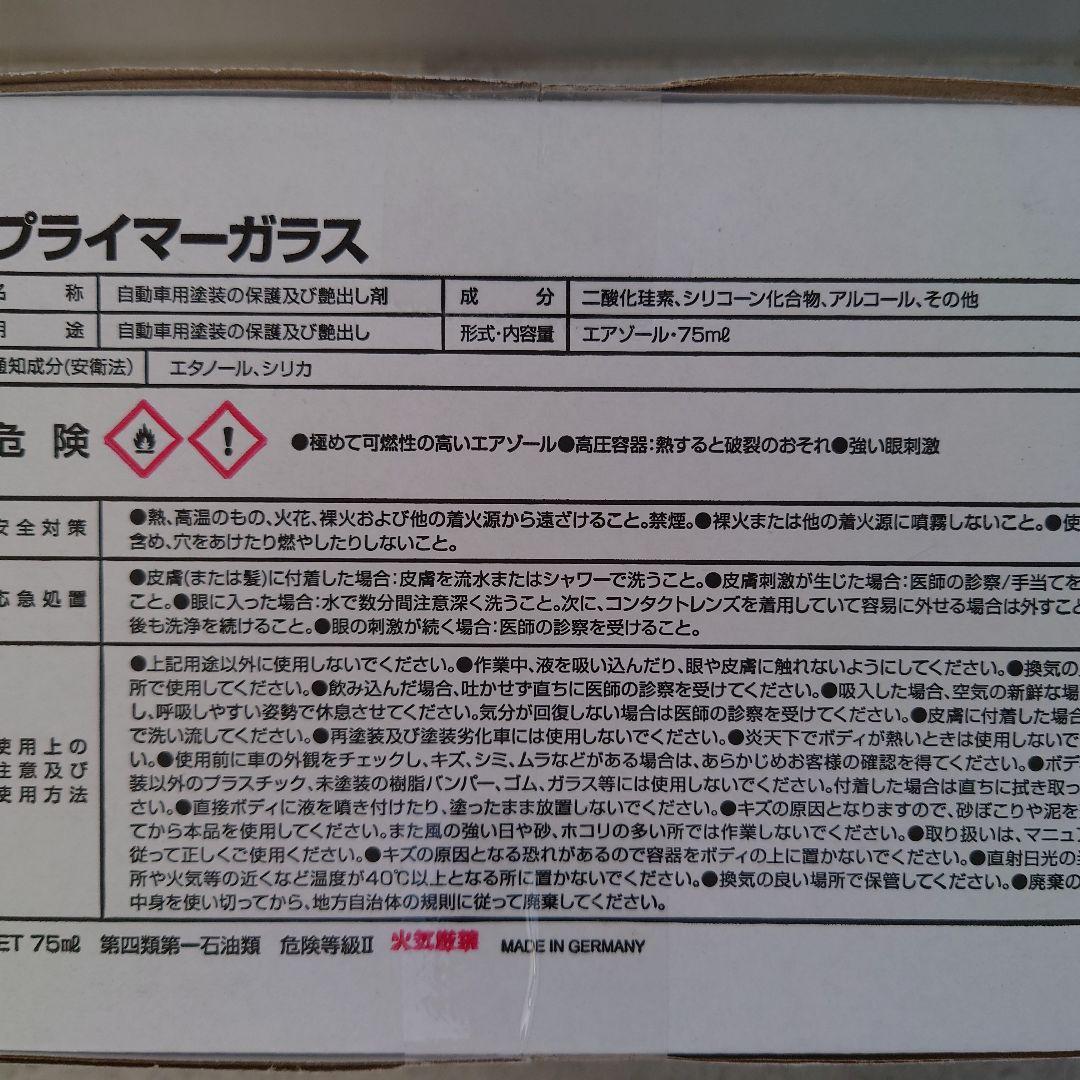 プライマーガラス
名 称 自動車用塗装の保護及び艶出し剤 成 分 二酸化珪素、シリコーン化合物、アルコール、その他
用 途 自動車用塗装の保護及び艶出し 形式・内容量 エアゾール・75㎖
通知成分(安衛法) エタノール、シリカ
危 険 ●極めて可燃性の高いエアゾール●高圧容器:熱すると破裂のおそれ●強い眼刺激
安全対策 ●熱、高温のもの、火花、裸火および他の着火源から遠ざけること。禁煙。●裸火または他の着火源に噴霧しないこと。●使
含め、穴をあけたり燃やしたりしないこと。
応急処置 ●皮膚(または髪)に付着した場合:皮膚を流水またはシャワーで洗うこと。●皮膚刺激が生じた場合:医師の診察/手当てを
こと。●眼に入った場合:水で数分間注意深く洗うこと。次に、コンタクトレンズを着用していて容易に外せる場合は外すこと
後も洗浄を続けること。●眼の刺激が続く場合:医師の診察を受けること。
使用上の
注意及び
使用方法
●上記用途以外に使用しないでください。●作業中、液を吸い込んだり、眼や皮膚に触れないようにしてください。●換気の
所で使用してください。●飲み込んだ場合、吐かせず直ちに医師の診察を受けてください。●吸入した場合、空気の新鮮な場
し、呼吸しやすい姿勢で休息させてください。気分が回復しない場合は医師の診察を受けてください。●皮膚に付着した場合
で洗い流してください。●再塗装及び塗装劣化車には使用しないでください。●炎天下でボディが熱いときは使用しないで
い。●使用前に車の外観をチェックし、キズ、シミ、ムラなどがある場合は、あらかじめお客様の確認を得てください。●ボデ
装以外のプラスチック、未塗装の樹脂バンパー、ゴム、ガラス等には使用しないでください。付着した場合は直ちに拭き取っ
さい。●直接ボディに液を噴き付けたり、塗ったまま放置しないでください。●キズの原因となりますので、砂ぼこりや泥を
てから本品を使用してください。また風の強い日や砂、ホコリの多い所では作業しないでください。●取り扱いは、マニュア
従って正しくご使用ください。●キズの原因となる恐れがあるので容器をボディの上に置かないでください。●直射日光の
所や火気等の近くなど温度が40℃以上となる所に置かないでください。●換気の良い場所で保管してください。●廃棄の
中身を使い切ってから、地方自治体の規則に従って廃棄してください。
ET 75㎖ 第四類第一石油類 危険等級Ⅱ 火気厳禁 MADE IN GERMANY